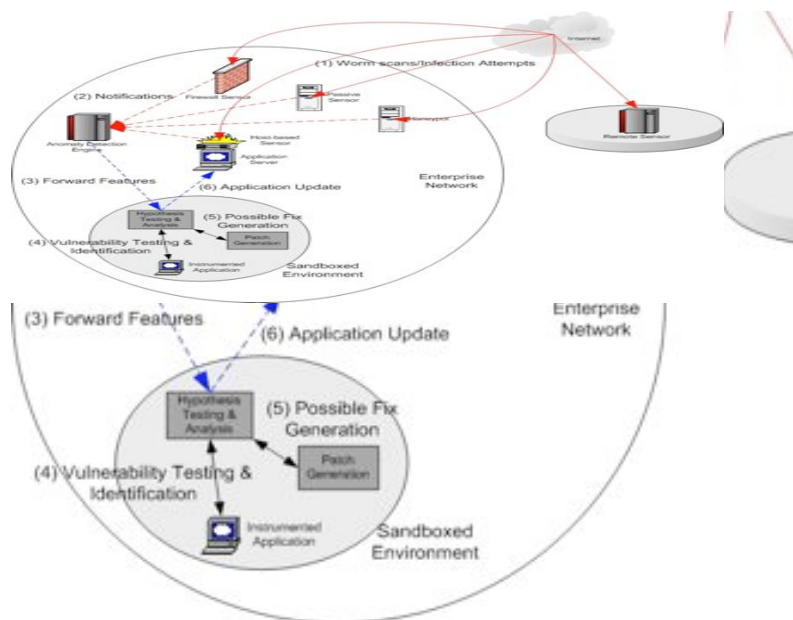 Internet
(1) Worm scans/Infection Attempts
(2) Notifications
Firewall Sensor
Passive
Sensor
Honeypot
Remote Sensor
Anomaly Detection
Engine
Host-based
Sensor
Application
Server
(3) Forward Features
(6) Application Update
Enterprise
Network
Hypothesis
Testing &
Analysis
(5) Possible Fix
Generation
Patch
Generation
(4) Vulnerability Testing &
Identification
Instrumented
Application
Sandboxed
Environment
(3) Forward Features
(6) Application Update
Enterprise
Network
Hypothesis
Testing &
Analysis
(5) Possible Fix
Generation
Patch
Generation
(4) Vulnerability Testing &
Identification
Instrumented
Application
Sandboxed
Environment